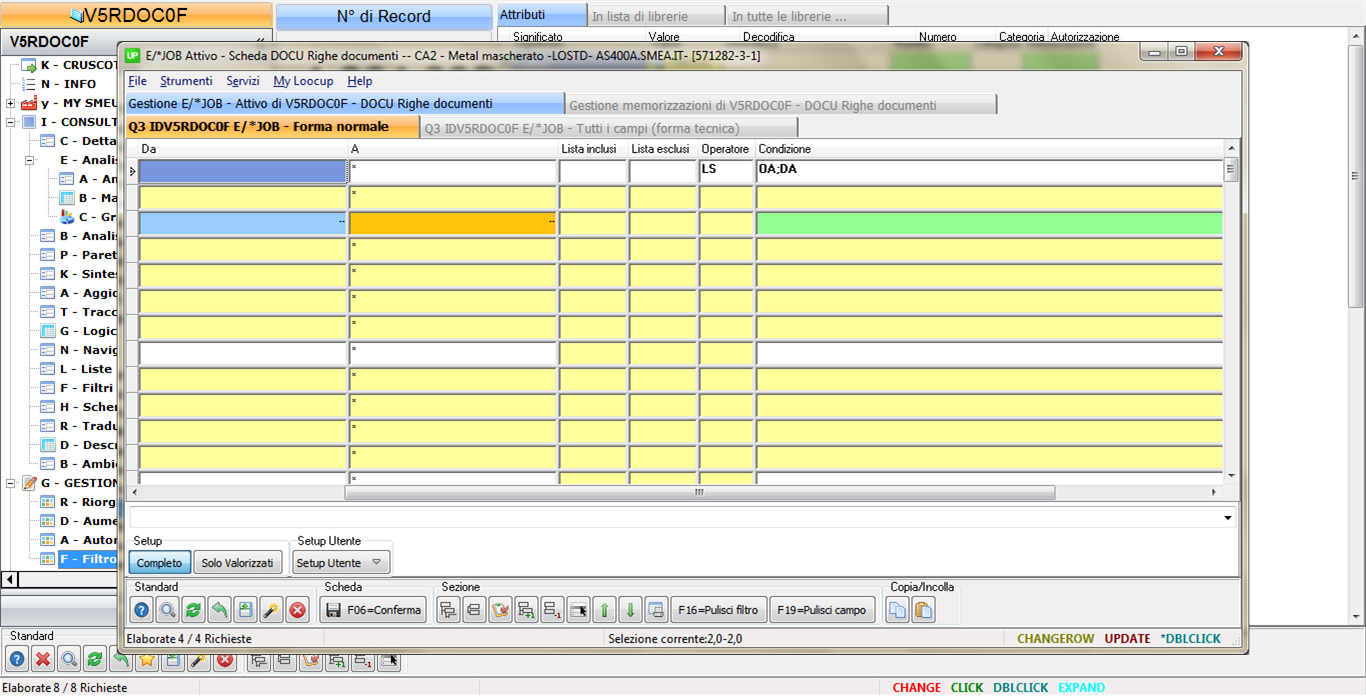 V5RDOC0F
N° di Record
Attributi
In lista di librerie
In tutte le librerie ...
V5RDOC0F
Significato Valore Decodifica Numero Categoria Autorizzazione
UP E/*JOB Attivo - Scheda DOCU Righe documenti -- CA2 - Metal mascherato -LOSTD- AS400A.SMEA.IT- [571282-3-1]
File Strumenti Servizi My Loocup Help
Gestione E/*JOB - Attivo di V5RDOC0F - DOCU Righe documenti
Gestione memorizzazioni di V5RDOC0F - DOCU Righe documenti
Q3 IDV5RDOC0F E/*JOB - Forma normale
Q3 IDV5RDOC0F E/*JOB - Tutti i campi (forma tecnica)
Da A Lista inclusi Lista esclusi Operatore Condizione
* LS OA;DA
*
-- --
*
*
*
*
*
*
*
*
*
*
K - CRUSCOT
N - INFO
y - MY SMEU
I - CONSULT
C - Detta
E - Analis
A - An
B - Ma
C - Gr
B - Analis
P - Paret
K - Sintes
A - Aggio
T - Tracc
G - Logic
N - Navig
L - Liste
F - Filtri
H - Scher
R - Tradu
D - Descr
B - Ambi
G - GESTION
R - Riorg
D - Aume
A - Autor
F - Filtro
Setup
Completo
Solo Valorizzati
Setup Utente
Setup Utente
Standard
Scheda
F06=Conferma
Sezione
F16=Pulisci filtro
F19=Pulisci campo
Copia/Incolla
Elaborate 4 / 4 Richieste
Selezione corrente:2,0-2,0
CHANGEROW UPDATE *DBLCLICK
Standard
Elaborate 8 / 8 Richieste
CHANGE CLICK DBLCLICK EXPAND